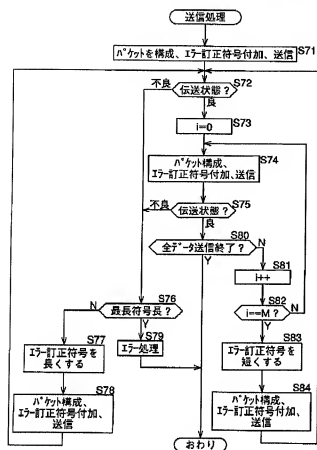 送信処理
パケットを構成、エラー訂正符号付加、送信
S71
S72
不良
伝送状態？
良
S73
i=0
S74
パケット構成、
エラー訂正符号付加、送信
S75
不良
伝送状態？
良
S80
全データ送信終了？
N
Y
S81
i++
S76
S82
N
最長符号長？
i==M？
N
Y
Y
S77
S79
S83
エラー訂正符号を
長くする
エラー処理
エラー訂正符号を
短くする
S78
S84
パケット構成、
エラー訂正符号付加、
送信
パケット構成、
エラー訂正符号付加、
送信
おわり